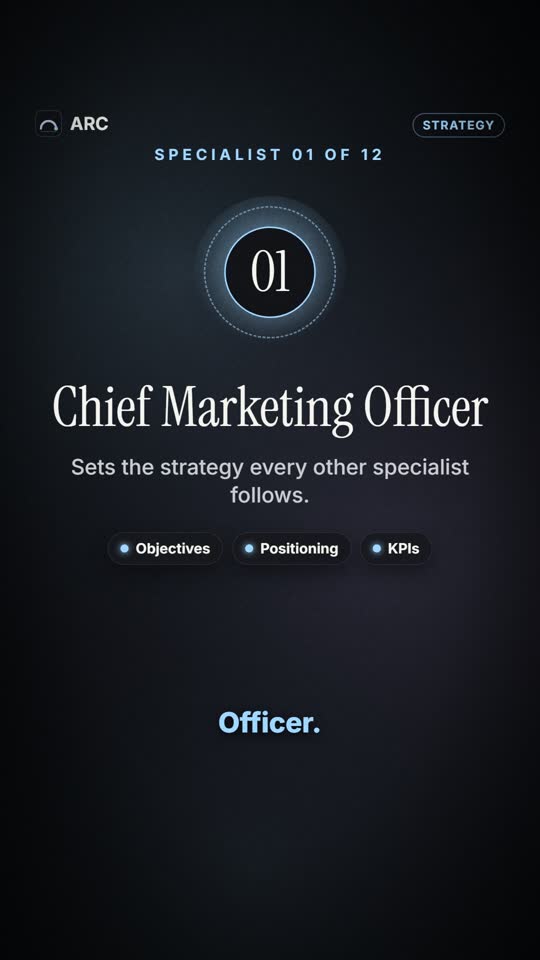 ARC
STRATEGY
SPECIALIST 01 OF 12
01
Chief Marketing Officer
Sets the strategy every other specialist
follows.
Objectives
Positioning
KPIs
Officer.